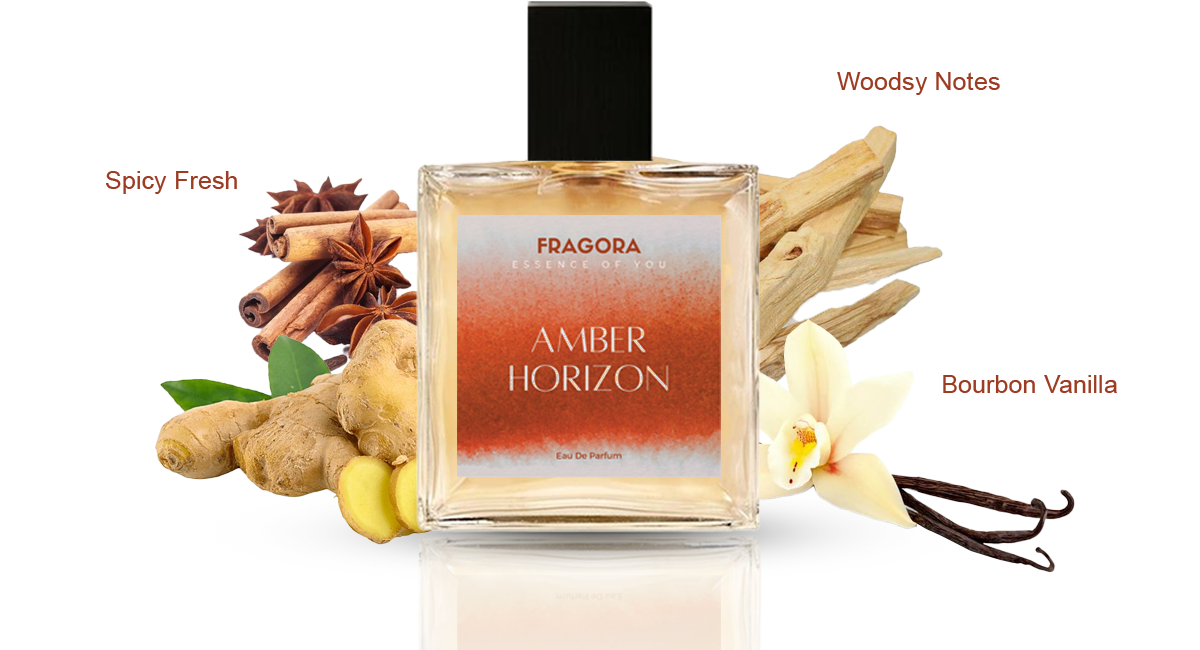 Woodsy Notes
Spicy Fresh
FRAGORA
ESSENCE OF YOU
AMBER
HORIZON
Bourbon Vanilla
Eau De Parfum